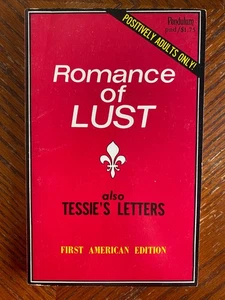 POSITIVELY ADULTS ONLY!
Pendulum
Romance
of
LUST
also
TESSIE'S LETTERS
FIRST AMERICAN EDITION